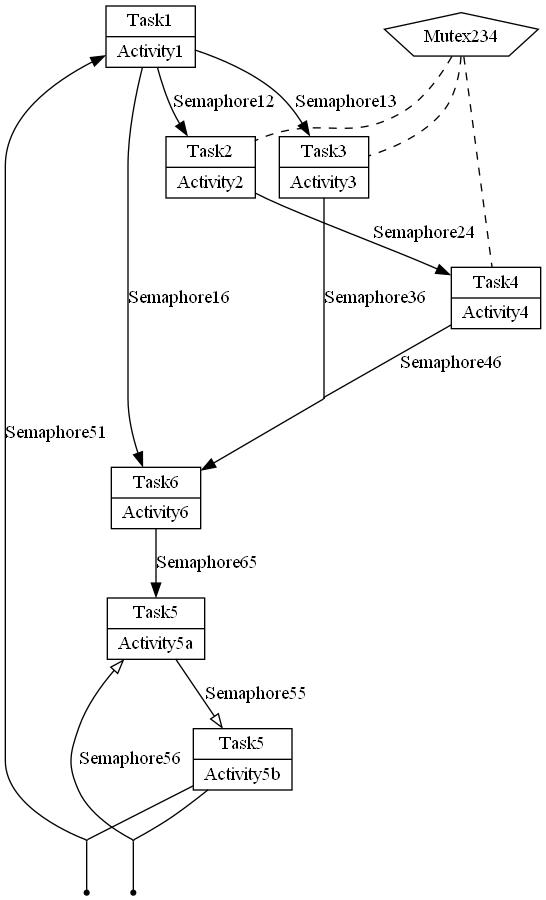 Task1
Activity1
Mutex234
Semaphore12
Semaphore13
Task2
Activity2
Task3
Activity3
Semaphore24
Task4
Activity4
Semaphore16
Semaphore36
Semaphore46
Semaphore51
Task6
Activity6
Semaphore65
Task5
Activity5a
Semaphore55
Task5
Activity5b
Semaphore56